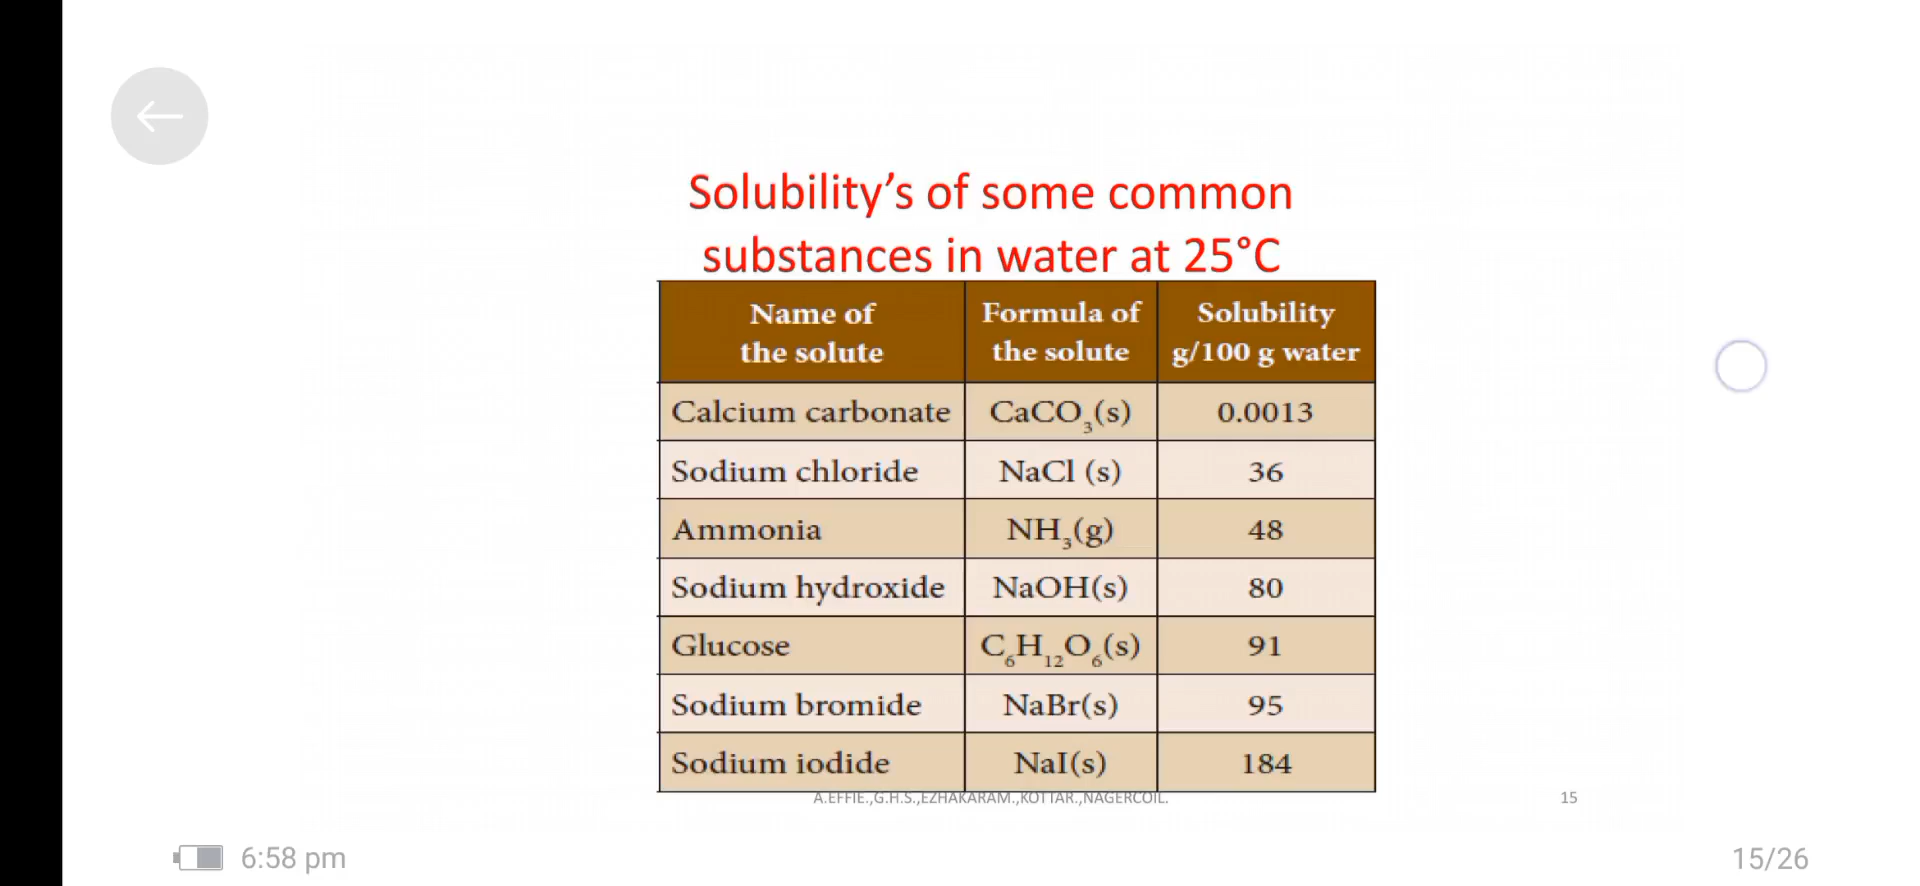 Solubility's of some common
substances in water at 25°C
Name of the solute Formula of the solute Solubility g/100 g water
Calcium carbonate CaCO₃(s) 0.0013
Sodium chloride NaCl (s) 36
Ammonia NH₃(g) 48
Sodium hydroxide NaOH(s) 80
Glucose C₆H₁₂O₆(s) 91
Sodium bromide NaBr(s) 95
Sodium iodide NaI(s) 184
A.EFFIE.,G.H.S.,EZHAKARAM.,KOTTAR.,NAGERCOIL. 15
6:58 pm 15/26